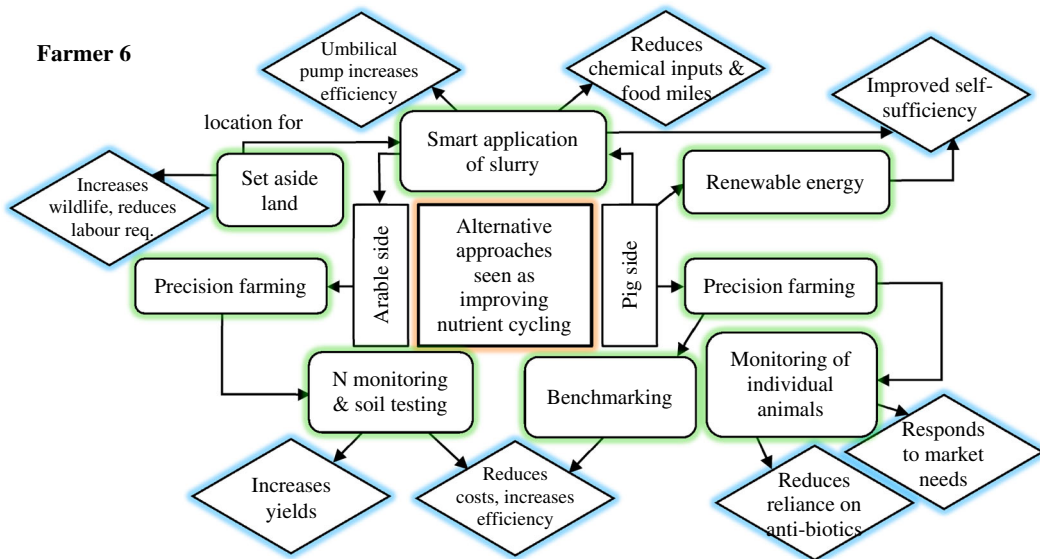 Farmer 6
Umbilical
pump increases
efficiency
Reduces
chemical inputs &
food miles
Improved self-
sufficiency
location for
Smart application
of slurry
Set aside
land
Renewable energy
Increases
wildlife, reduces
labour req.
Arable side
Alternative
approaches
seen as
improving
nutrient cycling
Pig side
Precision farming
Precision farming
N monitoring
& soil testing
Benchmarking
Monitoring of
individual
animals
Increases
yields
Reduces
costs, increases
efficiency
Reduces
reliance on
anti-biotics
Responds
to market
needs